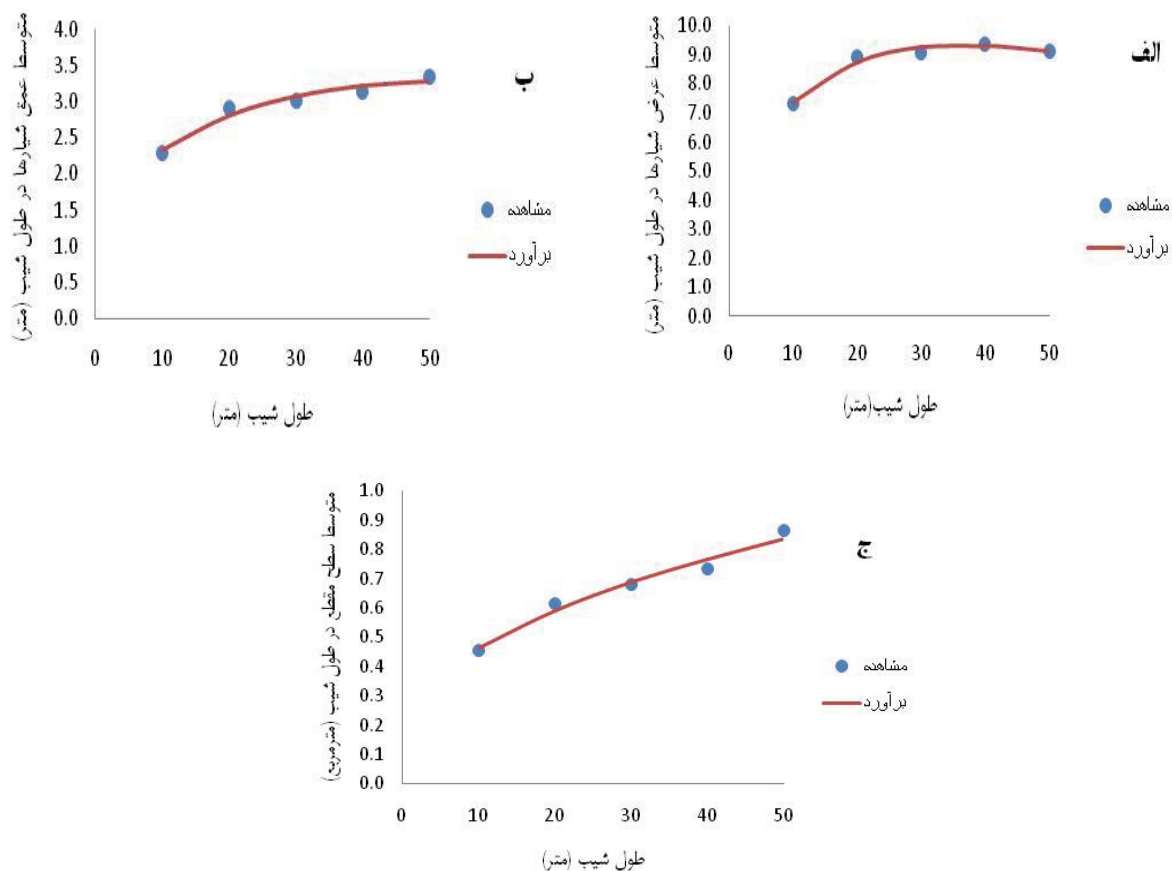 الف
متوسط عرض شیارها در طول شیب (متر)
10.0
9.0
8.0
7.0
6.0
5.0
4.0
3.0
2.0
1.0
0.0
0 10 20 30 40 50
طول شیب(متر)
مشاهده
برآورد
ب
متوسط عمق شیارها در طول شیب (متر)
4.0
3.5
3.0
2.5
2.0
1.5
1.0
0.5
0.0
0 10 20 30 40 50
طول شیب (متر)
مشاهده
برآورد
ج
متوسط سطح مقطع در طول شیب (مترمربع)
1.0
0.9
0.8
0.7
0.6
0.5
0.4
0.3
0.2
0.1
0.0
0 10 20 30 40 50
طول شیب (متر)
مشاهده
برآورد